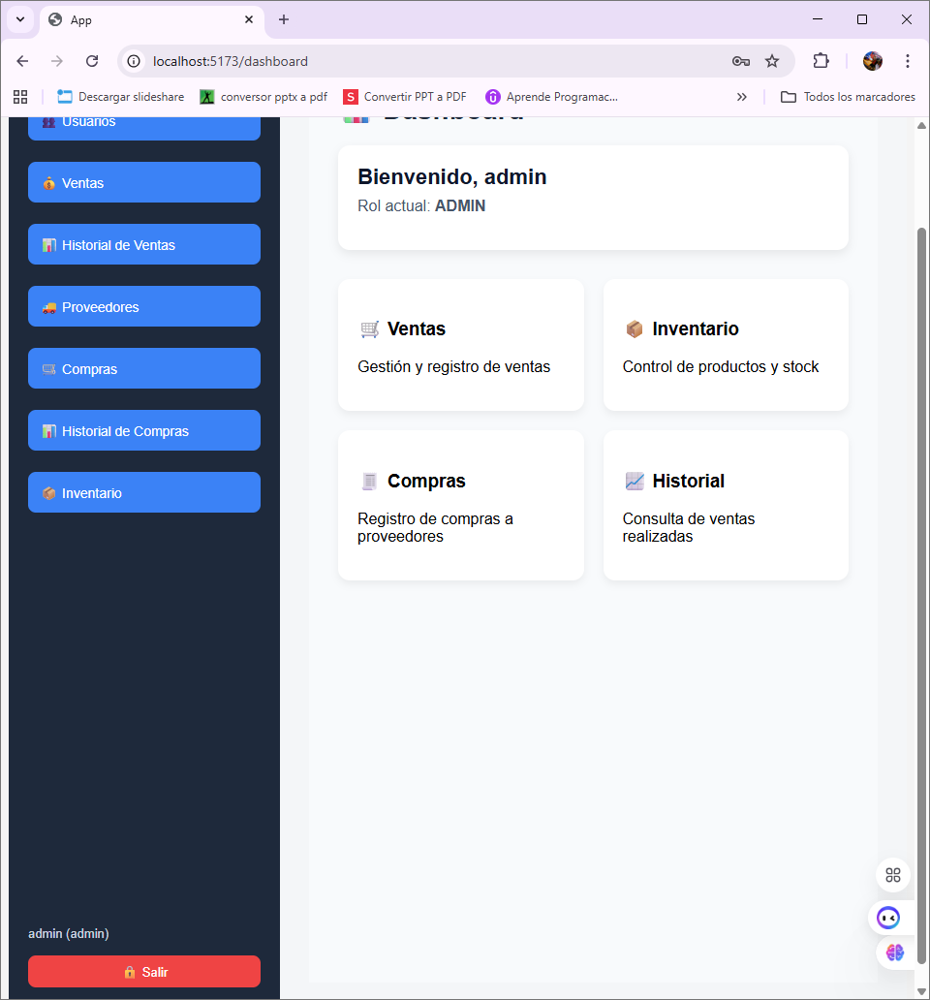 App
localhost:5173/dashboard
Descargar slideshare
conversor pptx a pdf
S
Convertir PPT a PDF
Aprende Programac...
Todos los marcadores
Usuarios
Ventas
Historial de Ventas
Proveedores
Compras
Historial de Compras
Inventario
admin (admin)
Salir
Dashboard
Bienvenido, admin
Rol actual: ADMIN
Ventas
Gestión y registro de ventas
Inventario
Control de productos y stock
Compras
Registro de compras a
proveedores
Historial
Consulta de ventas
realizadas